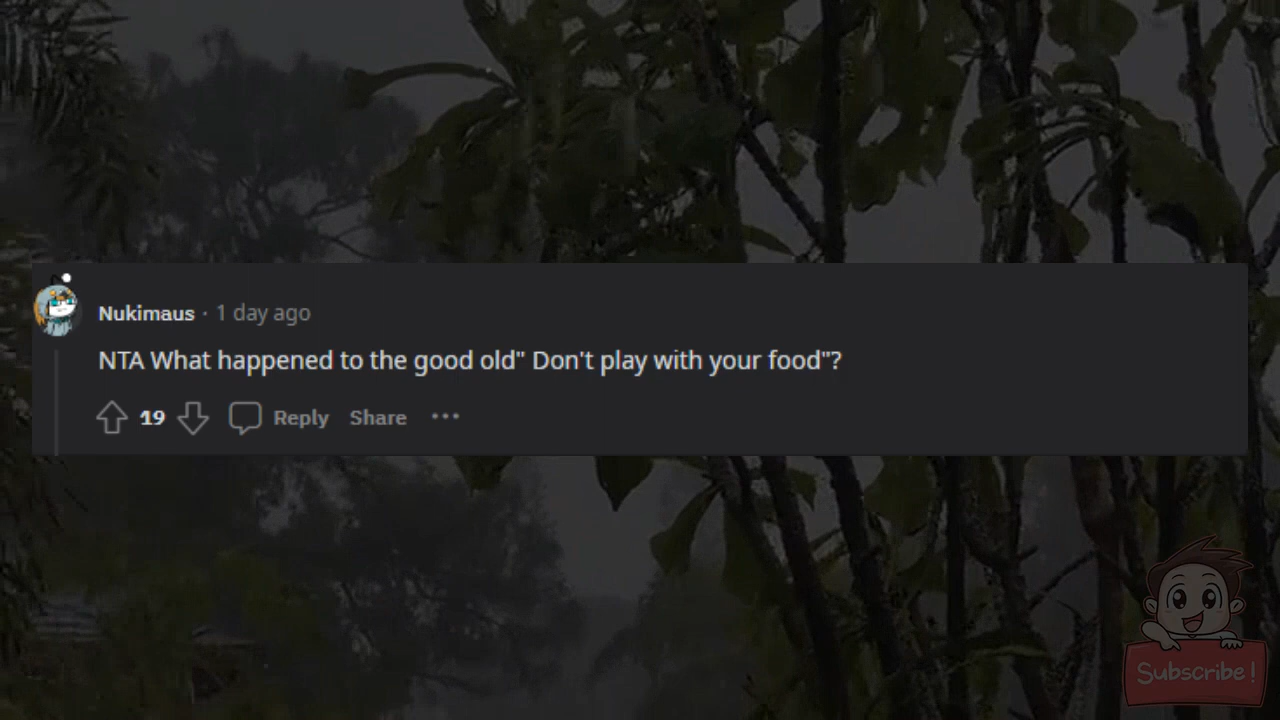 Nukimaus · 1 day ago
NTA What happened to the good old" Don't play with your food"?
19 Reply Share •••
Subscribe!